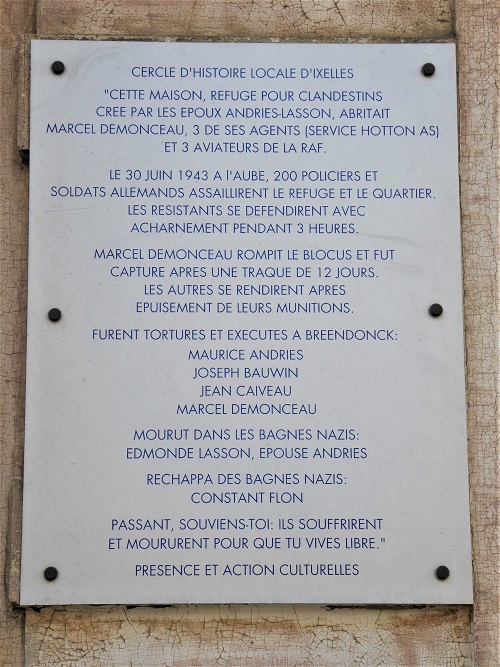 CERCLE D'HISTOIRE LOCALE D'IXELLES
"CETTE MAISON, REFUGE POUR CLANDESTINS
CREE PAR LES EPOUX ANDRIES-LASSON, ABRITAIT
MARCEL DEMONCEAU, 3 DE SES AGENTS (SERVICE HOTTON AS)
ET 3 AVIATEURS DE LA RAF.
LE 30 JUIN 1943 A l'AUBE, 200 POLICIERS ET
SOLDATS ALLEMANDS ASSAILLIRENT LE REFUGE ET LE QUARTIER.
LES RESISTANTS SE DEFENDIRENT AVEC
ACHARNEMENT PENDANT 3 HEURES.
MARCEL DEMONCEAU ROMPIT LE BLOCUS ET FUT
CAPTURE APRES UNE TRAQUE DE 12 JOURS.
LES AUTRES SE RENDIRENT APRES
EPUISEMENT DE LEURS MUNITIONS.
FURENT TORTURES ET EXECUTES A BREENDONCK:
MAURICE ANDRIES
JOSEPH BAUWIN
JEAN CAIVEAU
MARCEL DEMONCEAU
MOURUT DANS LES BAGNES NAZIS:
EDMONDE LASSON, EPOUSE ANDRIES
RECHAPPA DES BAGNES NAZIS:
CONSTANT FLON
PASSANT, SOUVIENS-TOI: ILS SOUFFRIRENT
ET MOURURENT POUR QUE TU VIVES LIBRE."
PRESENCE ET ACTION CULTURELLES